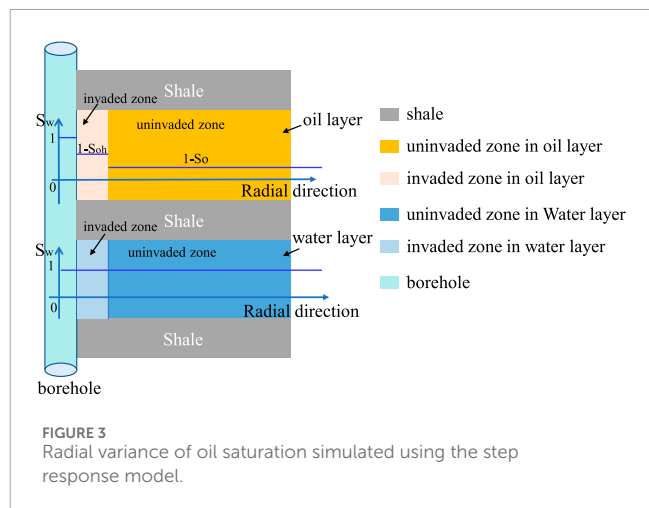 Shale
invaded zone
Sw
uninvaded zone
oil layer
1
1-Soh
1-So
0
Radial direction
Shale
invaded zone
Sw
uninvaded zone
water layer
1
0
Radial direction
Shale
borehole
shale
uninvaded zone in oil layer
invaded zone in oil layer
uninvaded zone in Water layer
invaded zone in water layer
borehole
FIGURE 3
Radial variance of oil saturation simulated using the step
response model.